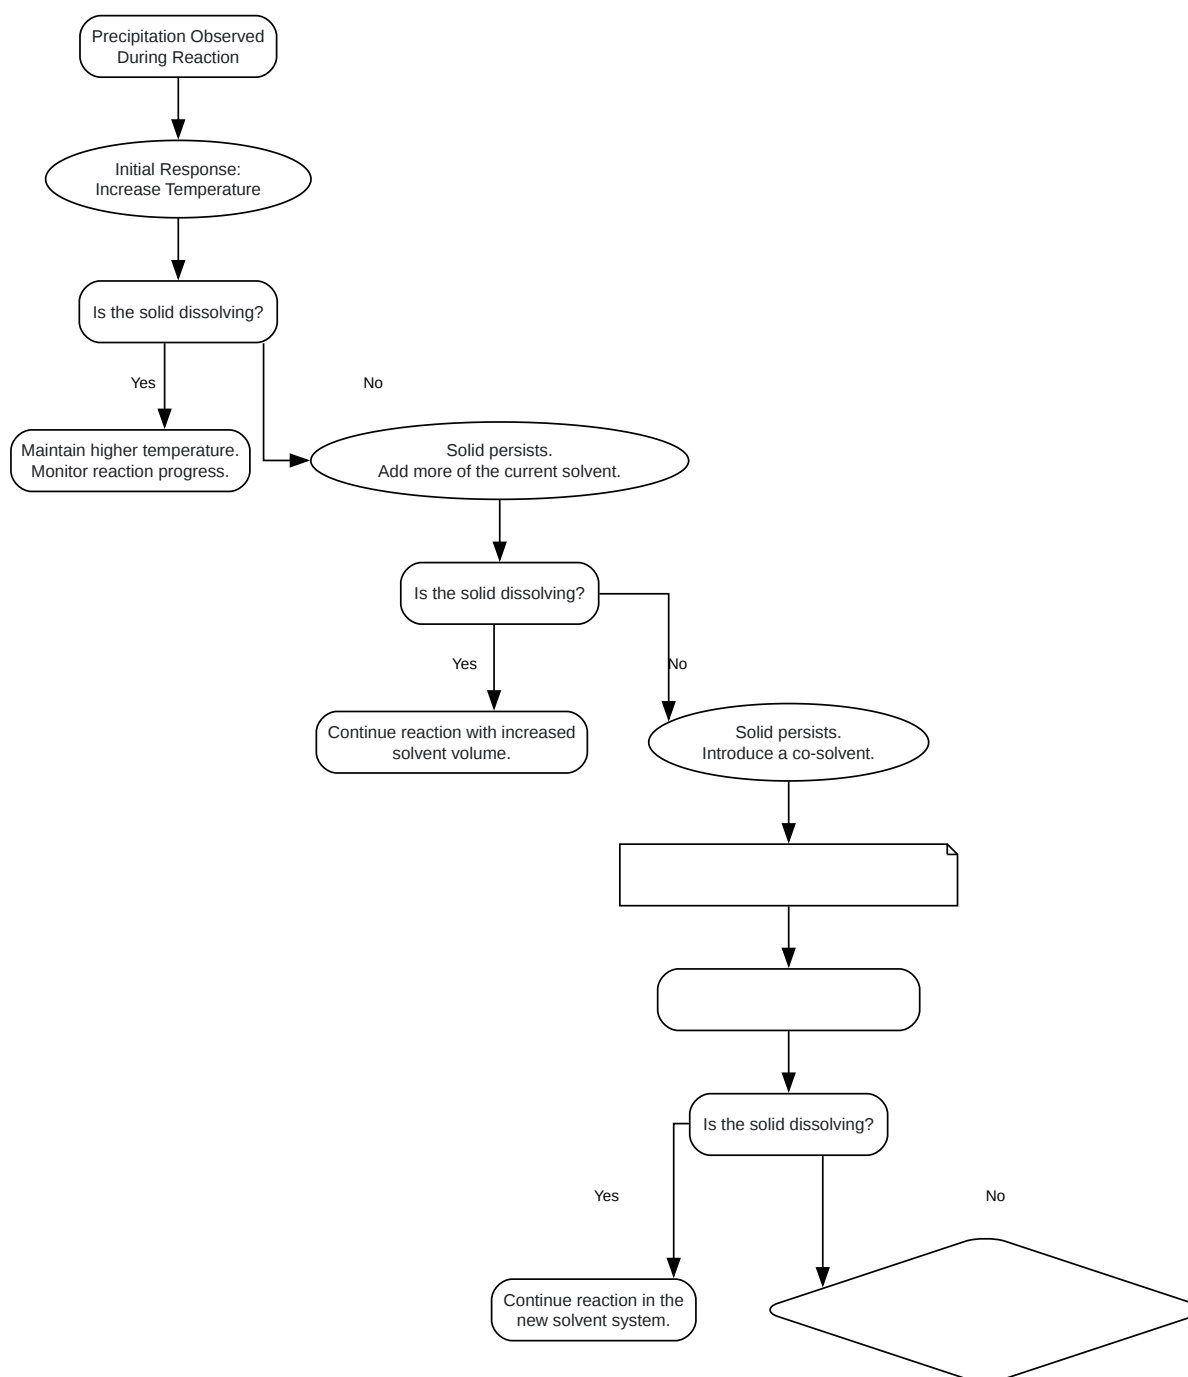 Precipitation Observed
During Reaction
Initial Response:
Increase Temperature
Is the solid dissolving?
Yes
No
Maintain higher temperature.
Monitor reaction progress.
Solid persists.
Add more of the current solvent.
Is the solid dissolving?
Yes
No
Continue reaction with increased
solvent volume.
Solid persists.
Introduce a co-solvent.
Is the solid dissolving?
Yes
No
Continue reaction in the
new solvent system.